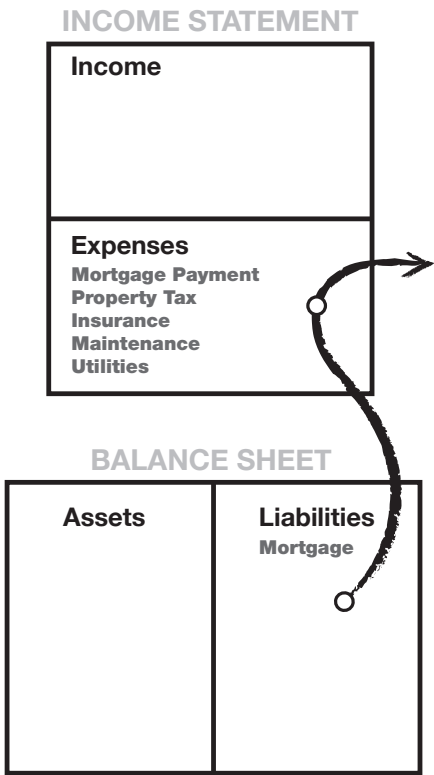 INCOME STATEMENT
Income
Expenses
Mortgage Payment
Property Tax
Insurance
Maintenance
Utilities
BALANCE SHEET
Assets
Liabilities
Mortgage